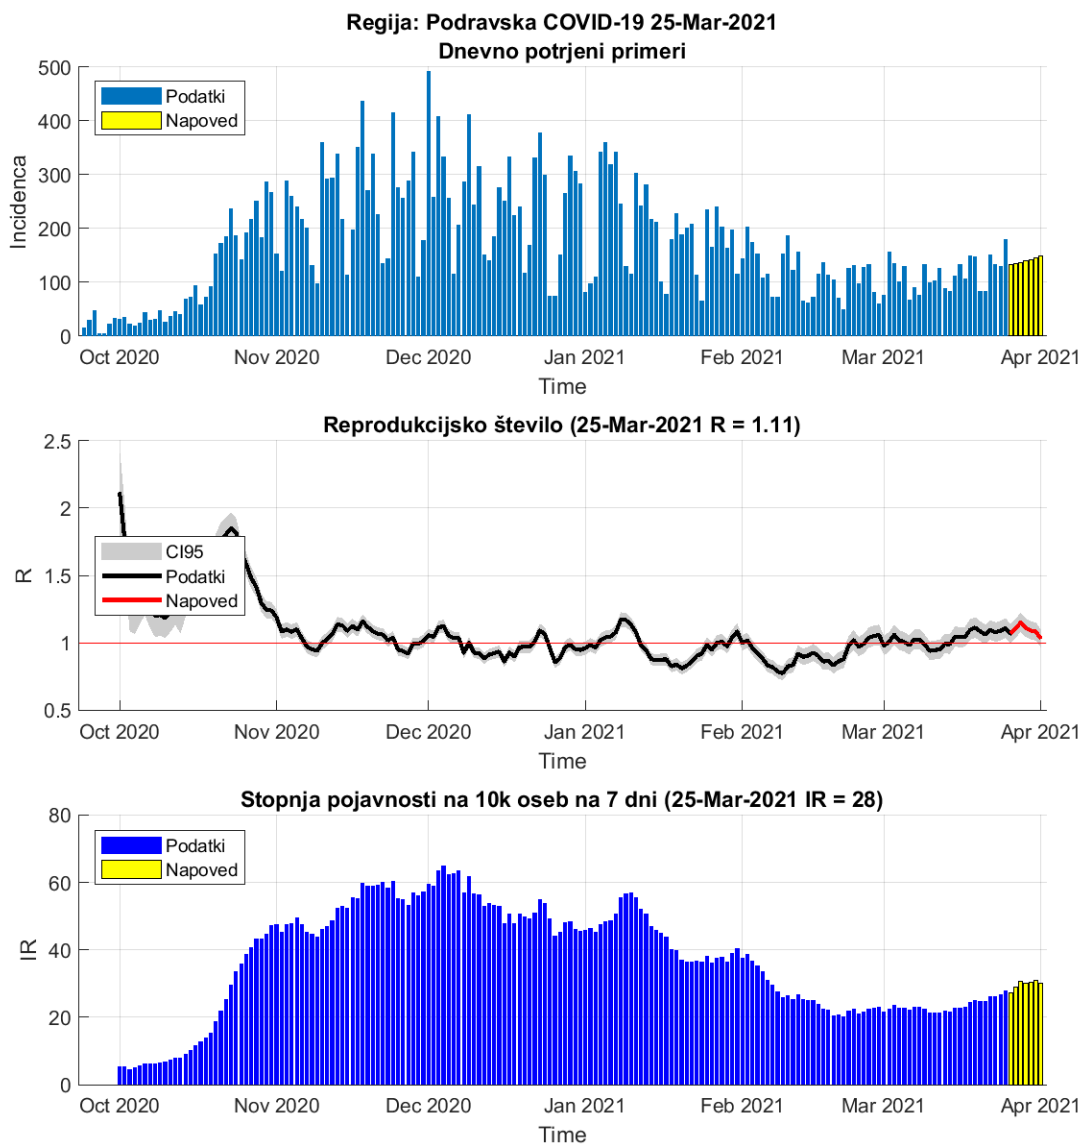 Regija: Podravska COVID-19 25-Mar-2021
Dnevno potrjeni primeri
500
400
300
200
100
0
Incidenca
Podatki
Napoved
Oct 2020 Nov 2020 Dec 2020 Jan 2021 Feb 2021 Mar 2021 Apr 2021
Time
Reprodukcijsko število (25-Mar-2021 R = 1.11)
2.5
2
1.5
1
0.5
R
CI95
Podatki
Napoved
Oct 2020 Nov 2020 Dec 2020 Jan 2021 Feb 2021 Mar 2021 Apr 2021
Time
Stopnja pojavnosti na 10k oseb na 7 dni (25-Mar-2021 IR = 28)
80
60
40
20
0
IR
Podatki
Napoved
Oct 2020 Nov 2020 Dec 2020 Jan 2021 Feb 2021 Mar 2021 Apr 2021
Time